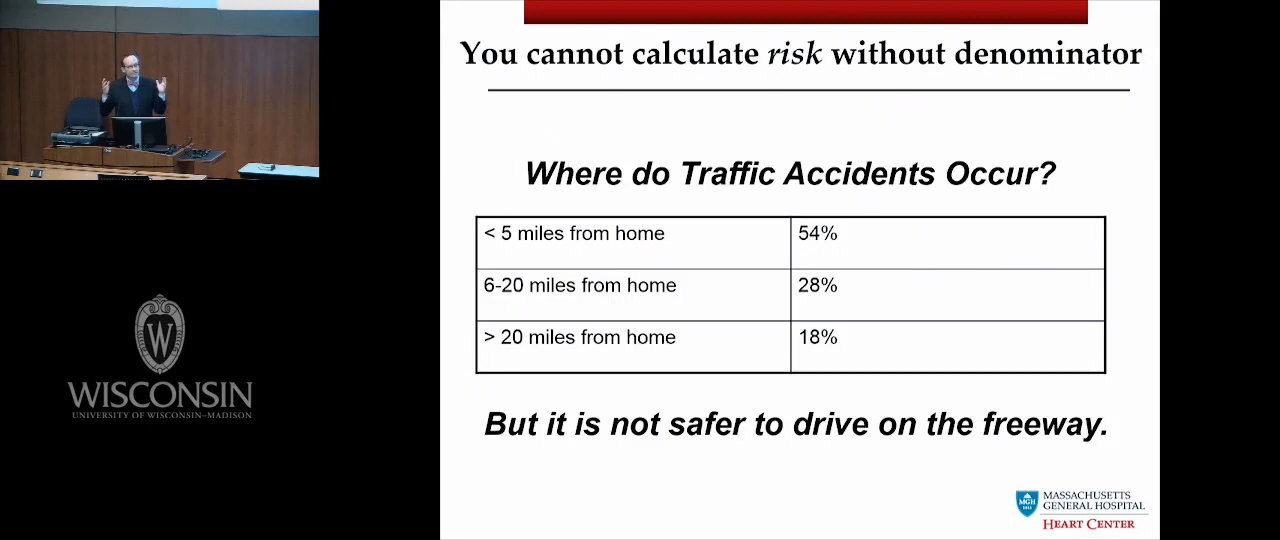 You cannot calculate risk without denominator
Where do Traffic Accidents Occur?
< 5 miles from home 54%
6-20 miles from home 28%
> 20 miles from home 18%
But it is not safer to drive on the freeway.
W
WISCONSIN
UNIVERSITY OF WISCONSIN–MADISON
MGH
1811
MASSACHUSETTS
GENERAL HOSPITAL
HEART CENTER